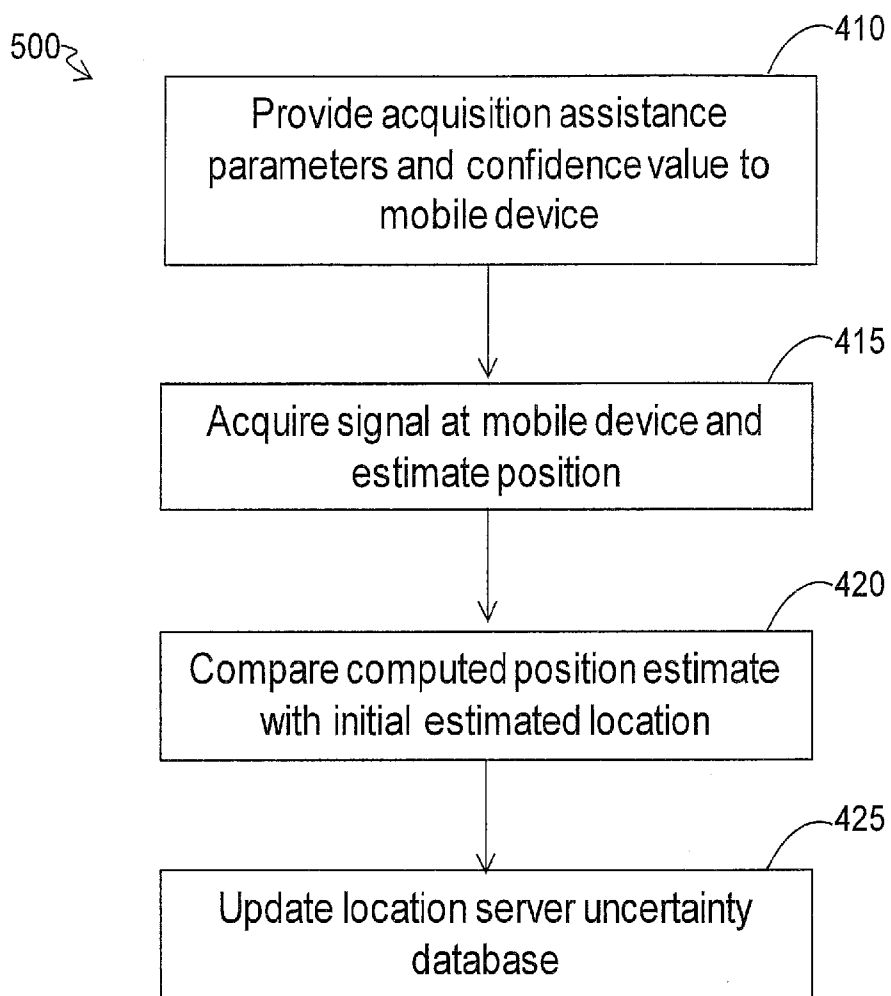 500
410
Provide acquisition assistance
parameters and confidence value to
mobile device
415
Acquire signal at mobile device and
estimate position
420
Compare computed position estimate
with initial estimated location
425
Update location server uncertainty
database